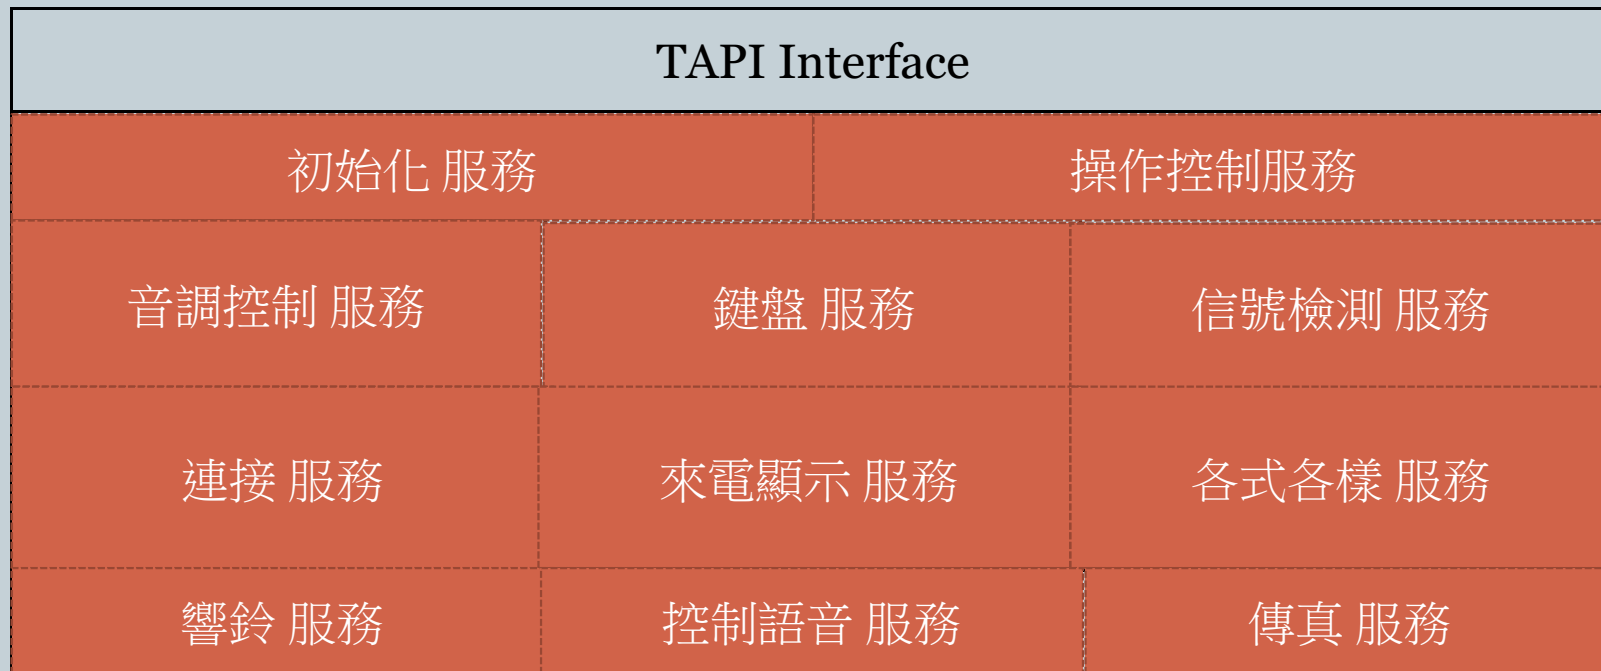 TAPI Interface
初始化 服務
操作控制服務
音調控制 服務
鍵盤 服務
信號檢測 服務
連接 服務
來電顯示 服務
各式各樣 服務
響鈴 服務
控制語音 服務
傳真 服務